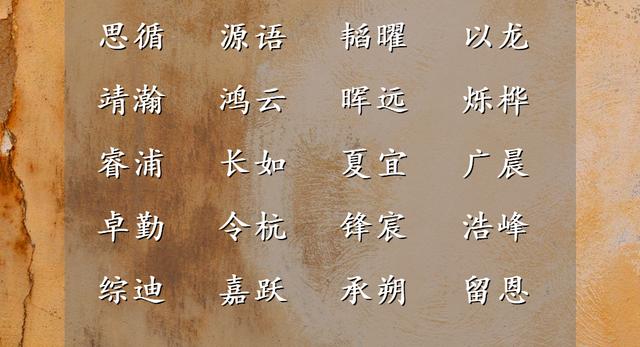 思循 源语 韬曜 以龙
靖瀚 鸿云 晖远 烁桦
睿浦 长如 夏宜 广晨
卓勤 令杭 锋宸 浩峰
综迪 嘉跃 承朔 留恩